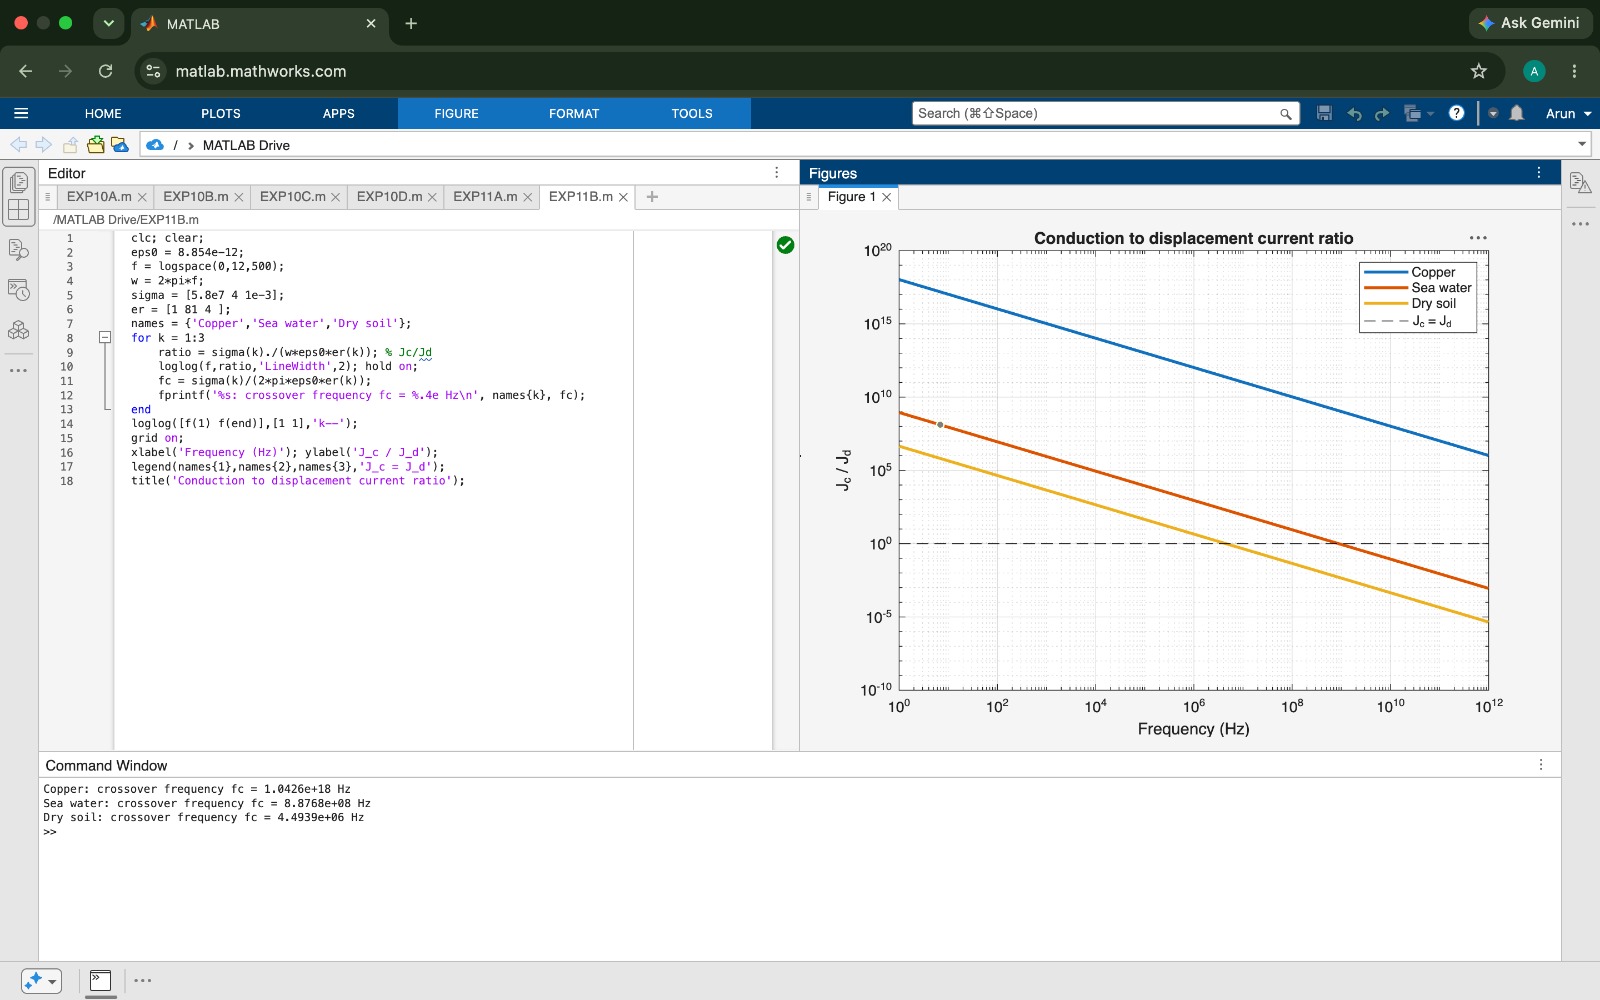 MATLAB
Ask Gemini
matlab.mathworks.com
A
HOME PLOTS APPS FIGURE FORMAT TOOLS
Search (⌘⇧Space)
Arun
/ MATLAB Drive
Editor
EXP10A.m EXP10B.m EXP10C.m EXP10D.m EXP11A.m EXP11B.m
/MATLAB Drive/EXP11B.m
1 clc; clear;
2 eps0 = 8.854e-12;
3 f = logspace(0,12,500);
4 w = 2*pi*f;
5 sigma = [5.8e7 4 1e-3];
6 er = [1 81 4 ];
7 names = {'Copper','Sea water','Dry soil'};
8 for k = 1:3
9 ratio = sigma(k)./(w*eps0*er(k)); % Jc/Jd
10 loglog(f,ratio,'LineWidth',2); hold on;
11 fc = sigma(k)/(2*pi*eps0*er(k));
12 fprintf('%s: crossover frequency fc = %.4e Hz\n', names{k}, fc);
13 end
14 loglog([f(1) f(end)],[1 1],'k--');
15 grid on;
16 xlabel('Frequency (Hz)'); ylabel('J_c / J_d');
17 legend(names{1},names{2},names{3},'J_c = J_d');
18 title('Conduction to displacement current ratio');
Figures
Figure 1
Conduction to displacement current ratio
Copper
Sea water
Dry soil
J_c = J_d
10^20
10^15
10^10
10^5
10^0
10^-5
10^-10
J_c / J_d
10^0 10^2 10^4 10^6 10^8 10^10 10^12
Frequency (Hz)
Command Window
Copper: crossover frequency fc = 1.0426e+18 Hz
Sea water: crossover frequency fc = 8.8768e+08 Hz
Dry soil: crossover frequency fc = 4.4939e+06 Hz
>>